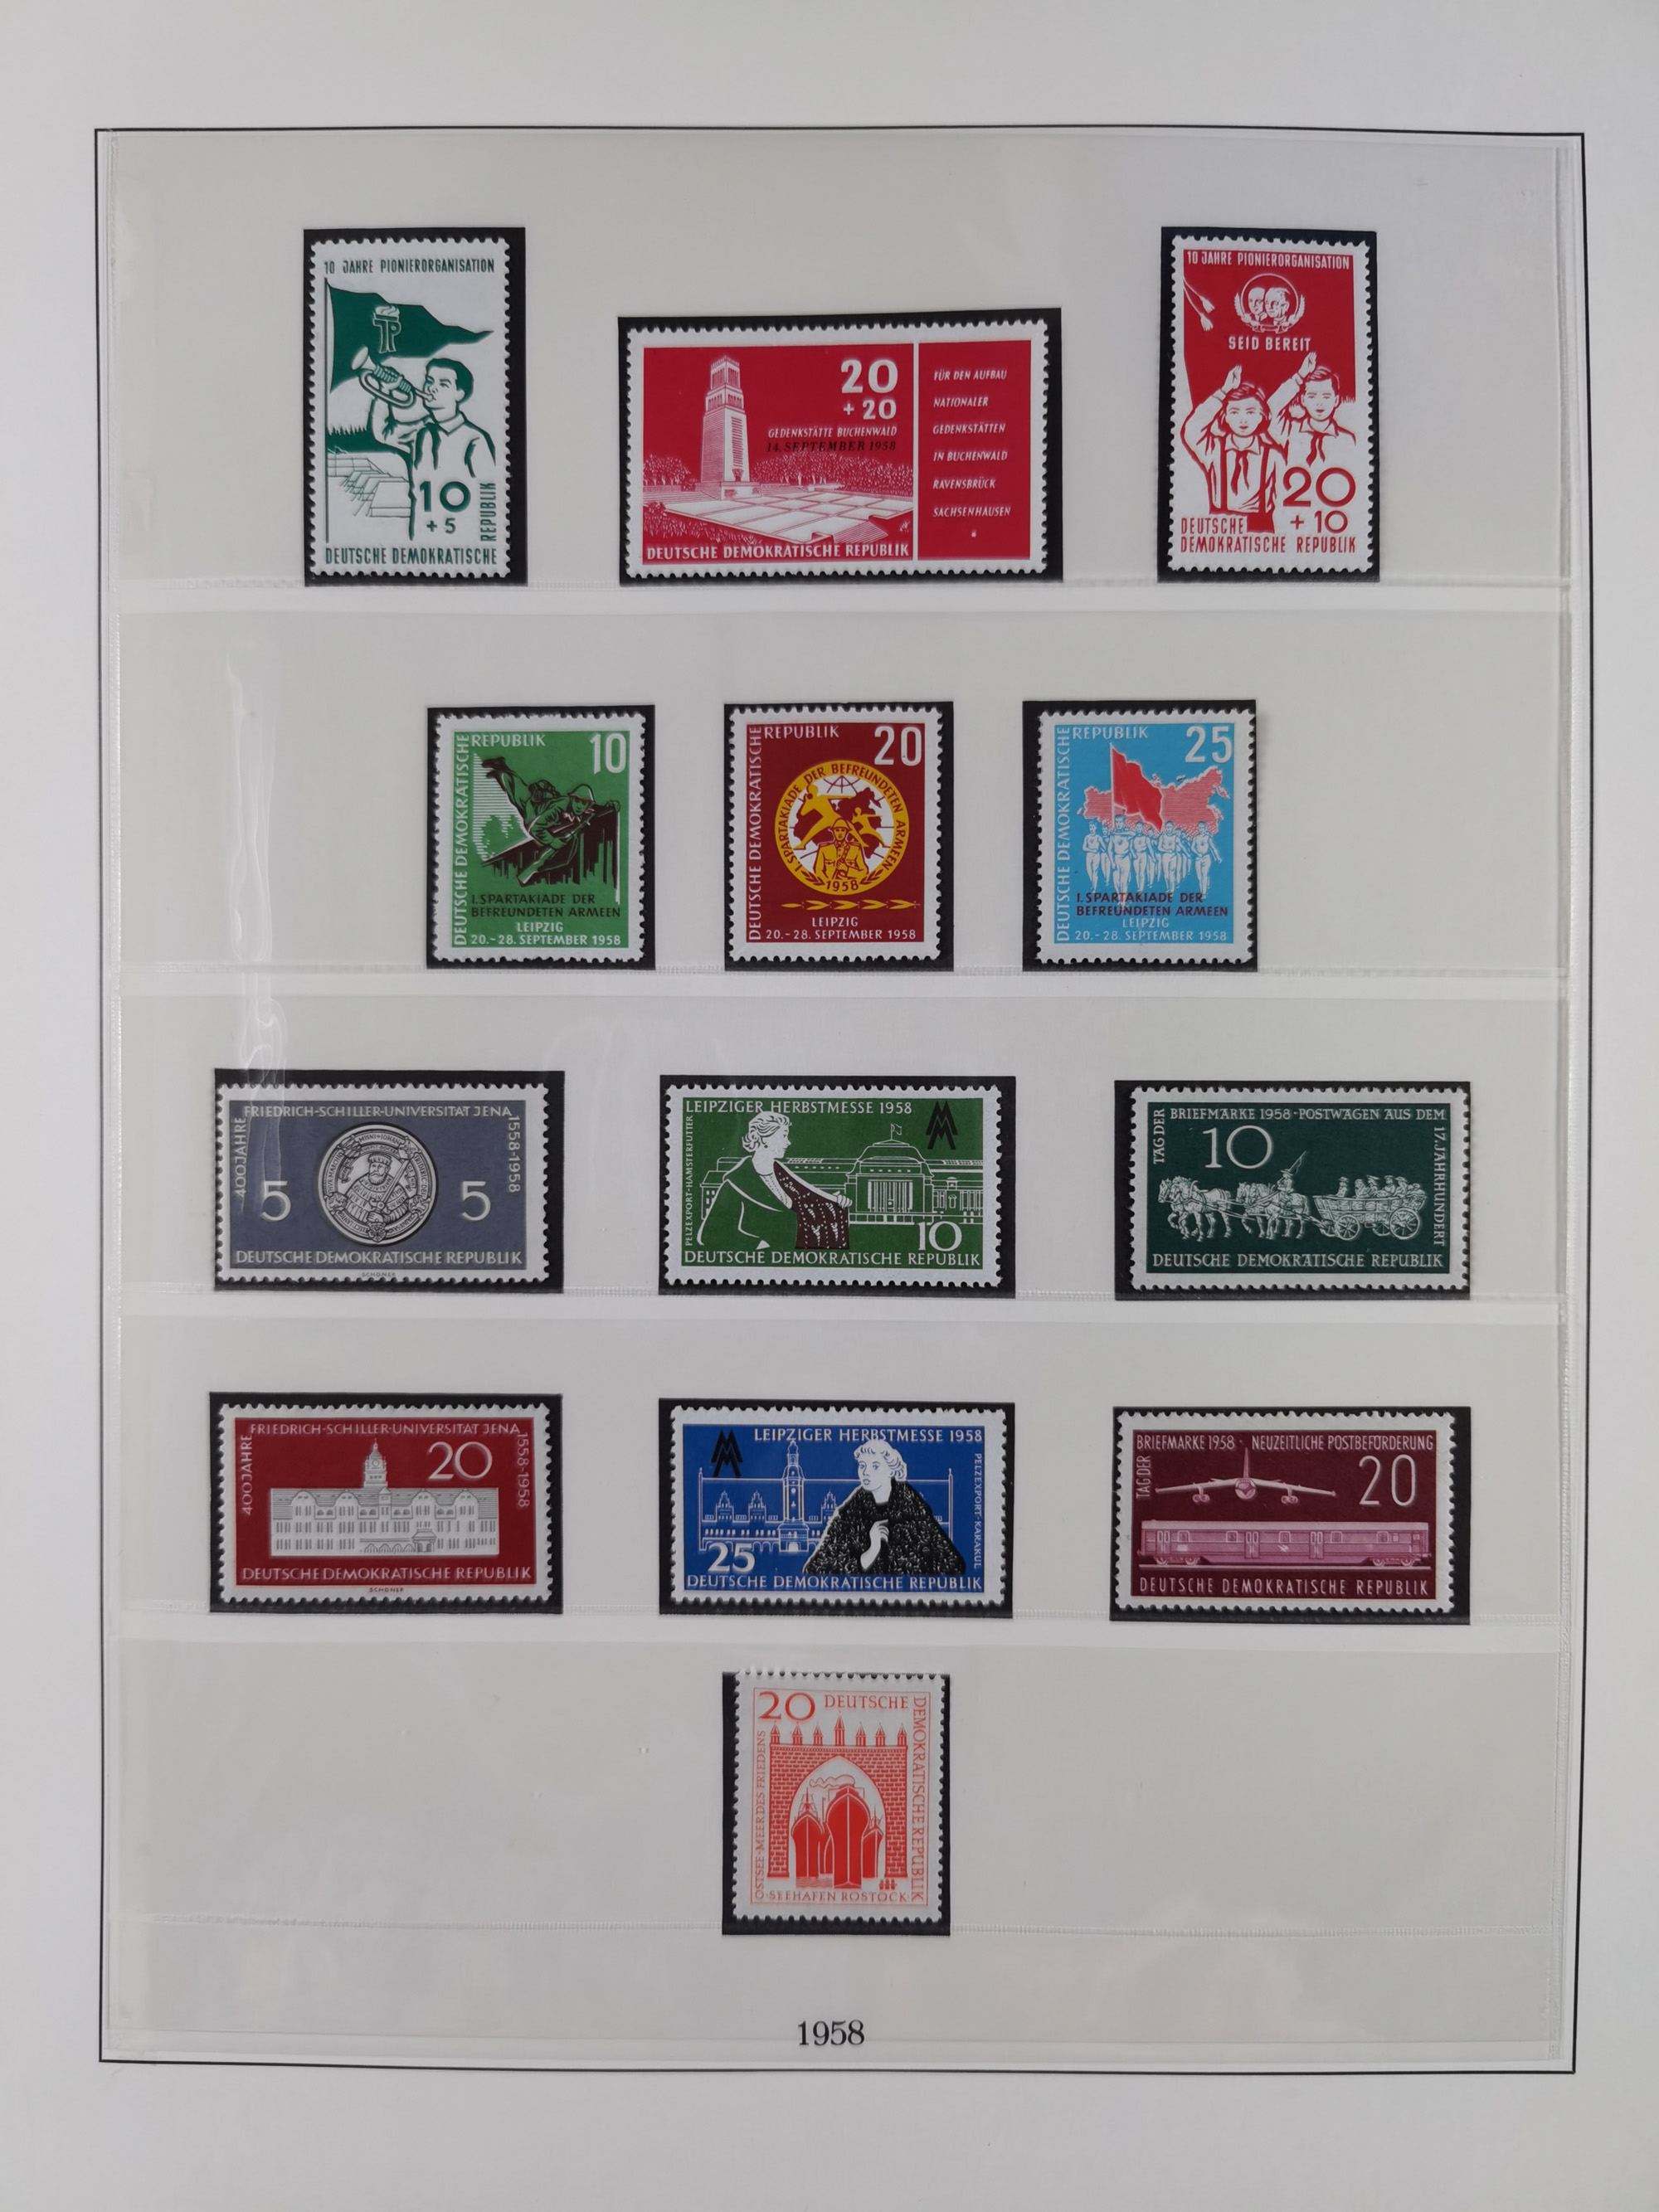 10 JAHRE PIONIERORGANISATION
10
+ 5
DEUTSCHE DEMOKRATISCHE
REPUBLIK
20
+ 20
GEDENKSTÄTTE BUCHENWALD
14. SEPTEMBER 1958
DEUTSCHE DEMOKRATISCHE REPUBLIK
FÜR DEN AUFBAU
NATIONALER
GEDENKSTÄTTEN
IN BUCHENWALD
RAVENSBRÜCK
SACHSENHAUSEN
10 JAHRE PIONIERORGANISATION
SEID BEREIT
20
+ 10
DEUTSCHE
DEMOKRATISCHE REPUBLIK
DEUTSCHE DEMOKRATISCHE
REPUBLIK
10
I. SPARTAKIADE DER
BEFREUNDETEN ARMEEN
LEIPZIG
20.-28. SEPTEMBER 1958
DEUTSCHE DEMOKRATISCHE
REPUBLIK
20
I. SPARTAKIADE DER BEFREUNDETEN ARMEEN
1958
LEIPZIG
20.-28. SEPTEMBER 1958
DEUTSCHE DEMOKRATISCHE
REPUBLIK
25
I. SPARTAKIADE DER
BEFREUNDETEN ARMEEN
LEIPZIG
20.-28. SEPTEMBER 1958
400 JAHRE
FRIEDRICH-SCHILLER-UNIVERSITÄT JENA
1558-1958
5 5
DEUTSCHE DEMOKRATISCHE REPUBLIK
SCHÖNER
LEIPZIGER HERBSTMESSE 1958
PELZEXPORT·HAMSTERFUTTER
10
DEUTSCHE DEMOKRATISCHE REPUBLIK
TAG DER
BRIEFMARKE 1958·POSTWAGEN AUS DEM
17. JAHRHUNDERT
10
DEUTSCHE DEMOKRATISCHE REPUBLIK
400 JAHRE
FRIEDRICH-SCHILLER-UNIVERSITÄT JENA
1558-1958
20
DEUTSCHE DEMOKRATISCHE REPUBLIK
SCHÖNER
LEIPZIGER HERBSTMESSE 1958
PELZEXPORT·KARAKUL
25
DEUTSCHE DEMOKRATISCHE REPUBLIK
TAG DER
BRIEFMARKE 1958 · NEUZEITLICHE POSTBEFÖRDERUNG
20
DEUTSCHE DEMOKRATISCHE REPUBLIK
20 DEUTSCHE
DEMOKRATISCHE REPUBLIK
OSTSEE-MEER DES FRIEDENS
O·SEEHAFEN ROSTOCK·
1958